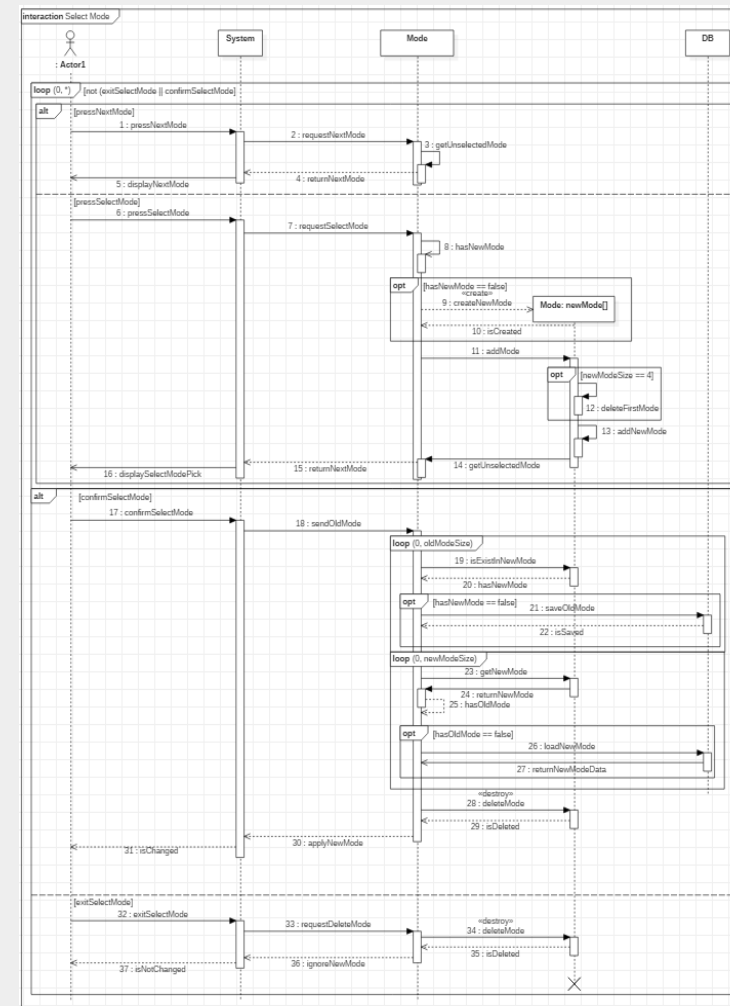 interaction Select Mode
: Actor1
System
Mode
DB
loop (0, *)
[not (exitSelectMode || confirmSelectMode]
alt
[pressNextMode]
1 : pressNextMode
2 : requestNextMode
3 : getUnselectedMode
4 : returnNextMode
5 : displayNextMode
[pressSelectMode]
6 : pressSelectMode
7 : requestSelectMode
8 : hasNewMode
opt
[hasNewMode == false]
«create»
9 : createNewMode
Mode: newMode[]
10 : isCreated
11 : addMode
opt
[newModeSize == 4]
12 : deleteFirstMode
13 : addNewMode
14 : getUnselectedMode
15 : returnNextMode
16 : displaySelectModePick
alt
[confirmSelectMode]
17 : confirmSelectMode
18 : sendOldMode
loop (0, oldModeSize)
19 : isExistInNewMode
20 : hasNewMode
opt
[hasNewMode == false]
21 : saveOldMode
22 : isSaved
loop (0, newModeSize)
23 : getNewMode
24 : returnNewMode
25 : hasOldMode
opt
[hasOldMode == false]
26 : loadNewMode
27 : returnNewModeData
«destroy»
28 : deleteMode
29 : isDeleted
30 : applyNewMode
31 : isChanged
[exitSelectMode]
32 : exitSelectMode
33 : requestDeleteMode
«destroy»
34 : deleteMode
35 : isDeleted
36 : ignoreNewMode
37 : isNotChanged